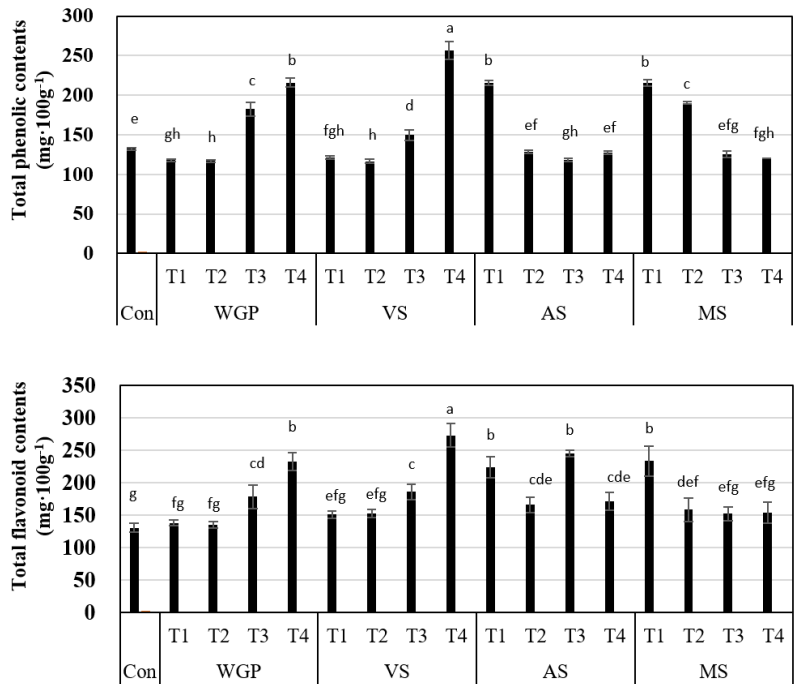 Total phenolic contents
(mg·100g⁻¹)
300
250
200
150
100
50
0
e gh h c b fgh h d a b ef gh ef b c efg fgh
T1 T2 T3 T4 T1 T2 T3 T4 T1 T2 T3 T4 T1 T2 T3 T4
Con WGP VS AS MS
Total flavonoid contents
(mg·100g⁻¹)
350
300
250
200
150
100
50
0
g fg fg cd b efg efg c a b cde b cde b def efg efg
T1 T2 T3 T4 T1 T2 T3 T4 T1 T2 T3 T4 T1 T2 T3 T4
Con WGP VS AS MS